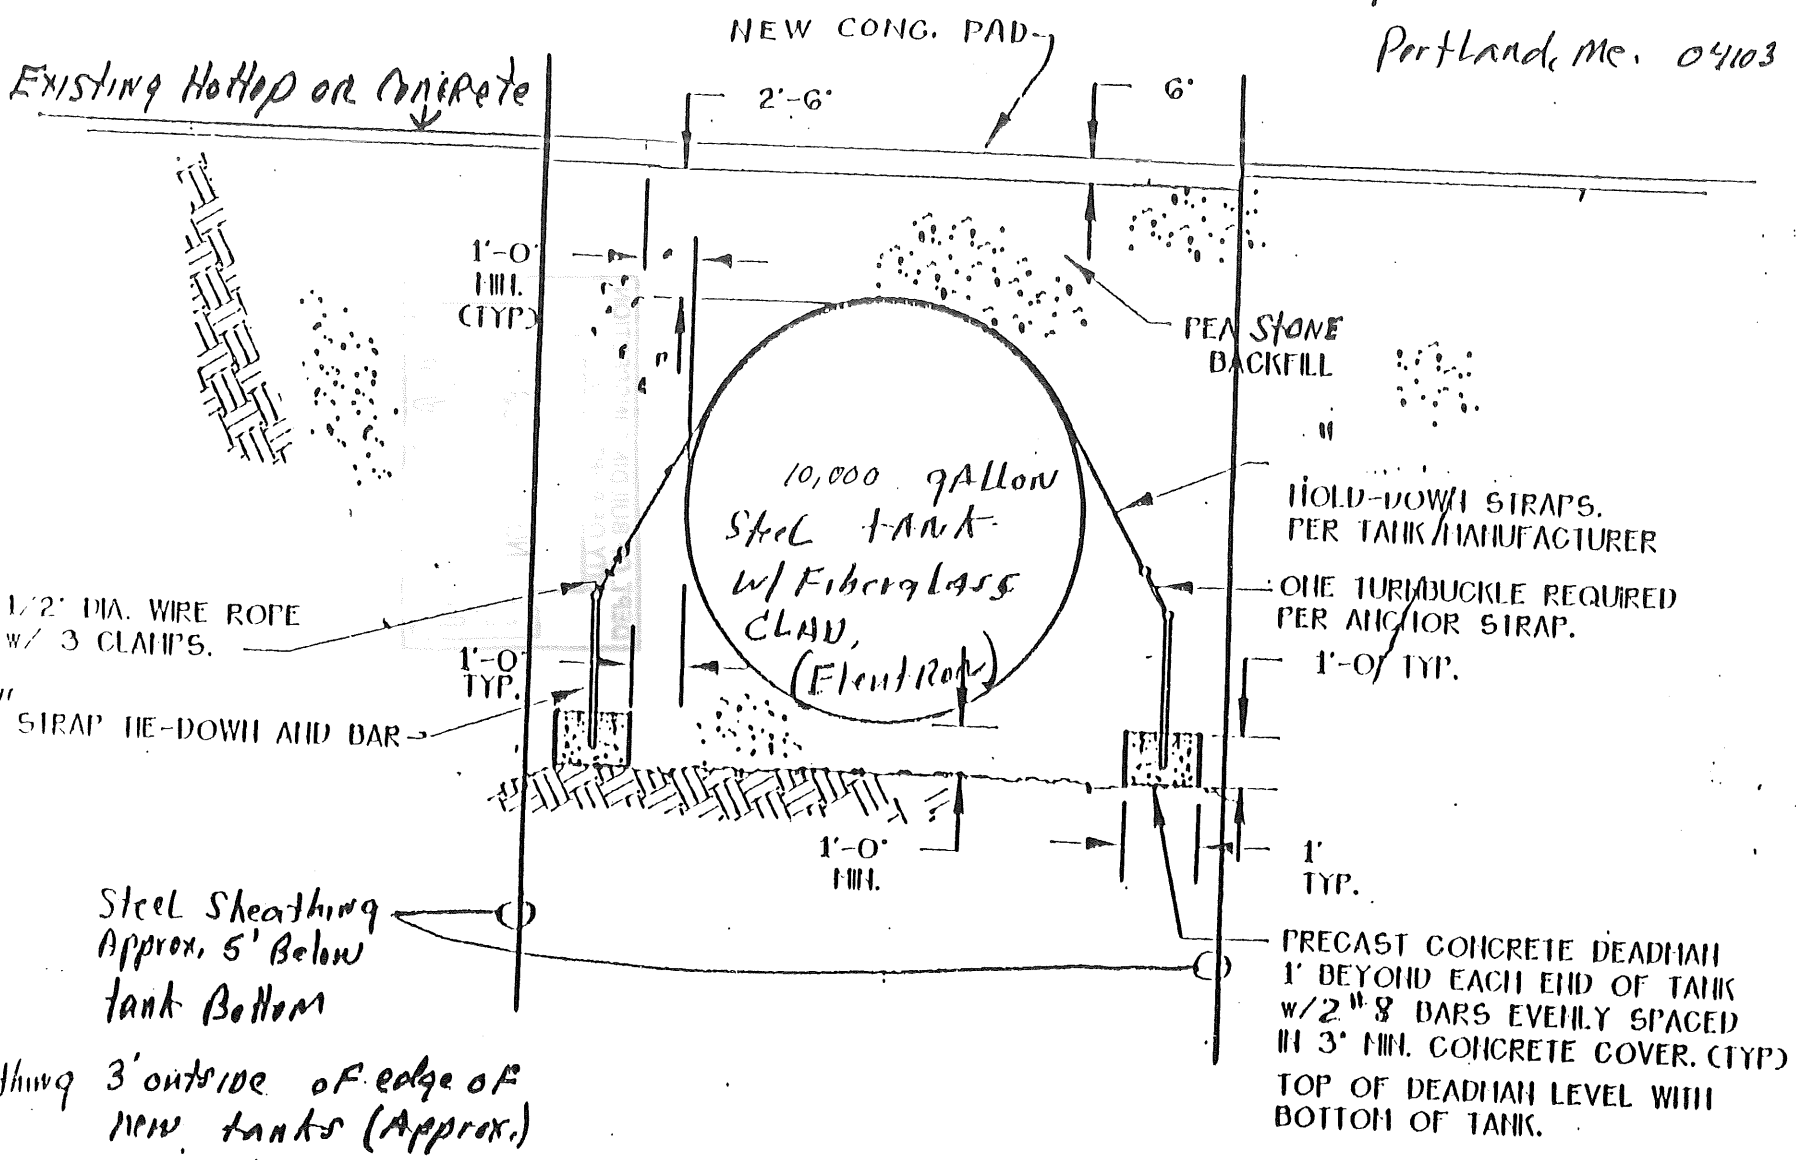 NEW CONC. PAD
Portland, Me. 04103
Existing Hottop or Concrete
2'-6"
6"
1'-0"
MIN.
(TYP)
PEA STONE
BACKFILL
10,000 gallon
Steel tank
w/ Fiberglass
CLAD,
HOLD-DOWN STRAPS.
PER TANK MANUFACTURER
1/2" DIA. WIRE ROPE
w/ 3 CLAMPS.
ONE TURNBUCKLE REQUIRED
PER ANCHOR STRAP.
1'-0
TYP.
1'-0" TYP.
STRAP TIE-DOWN AND BAR
1'-0"
MIN.
1'
TYP.
Steel Sheathing
Approx. 5' Below
tank Bottom
PRECAST CONCRETE DEADMAN
1' BEYOND EACH END OF TANK
w/2 #8 BARS EVENLY SPACED
IN 3" MIN. CONCRETE COVER. (TYP)
TOP OF DEADMAN LEVEL WITH
BOTTOM OF TANK.
thing 3' outside of edge of
new tanks (Approx.)